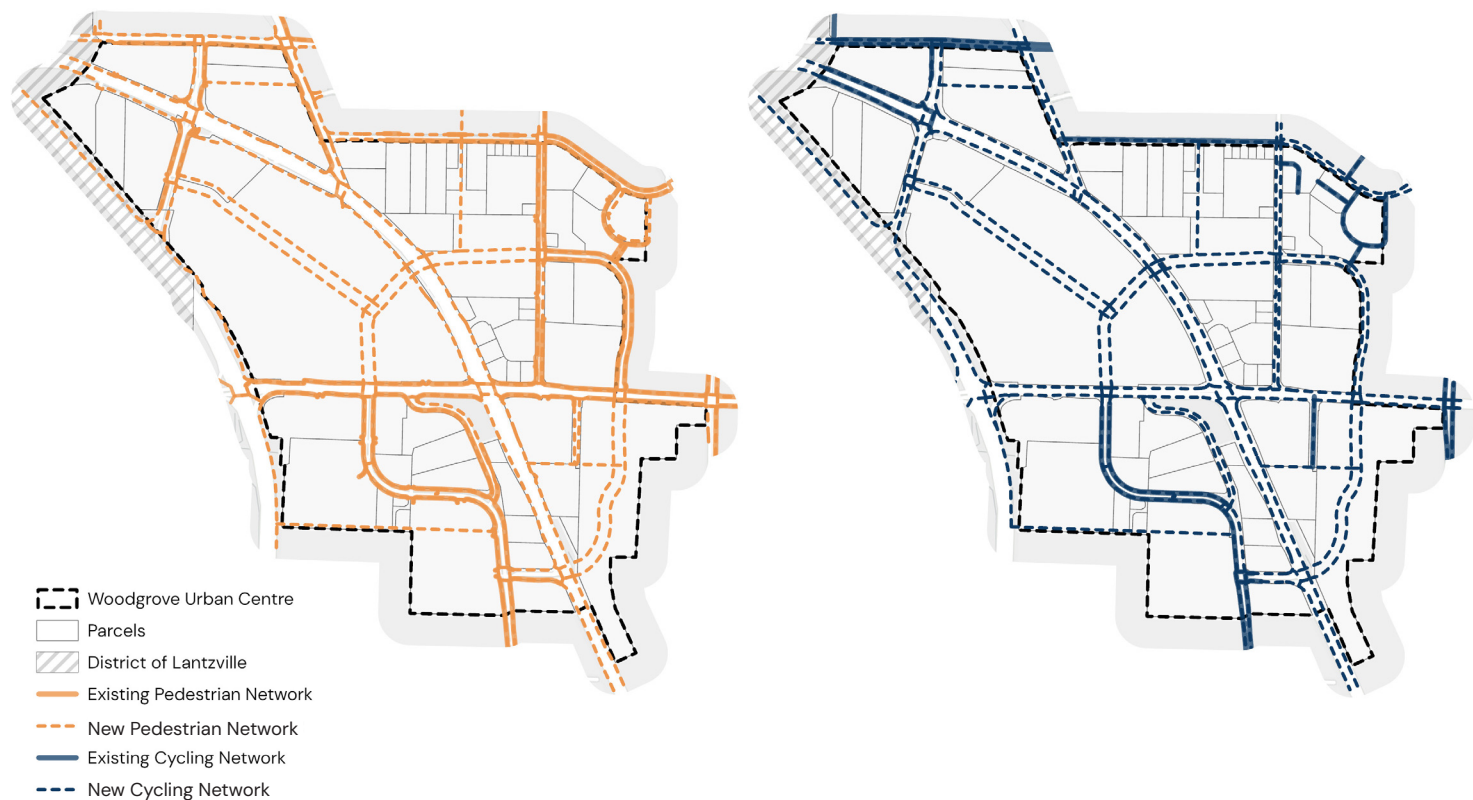 Woodgrove Urban Centre
Parcels
District of Lantzville
Existing Pedestrian Network
New Pedestrian Network
Existing Cycling Network
New Cycling Network